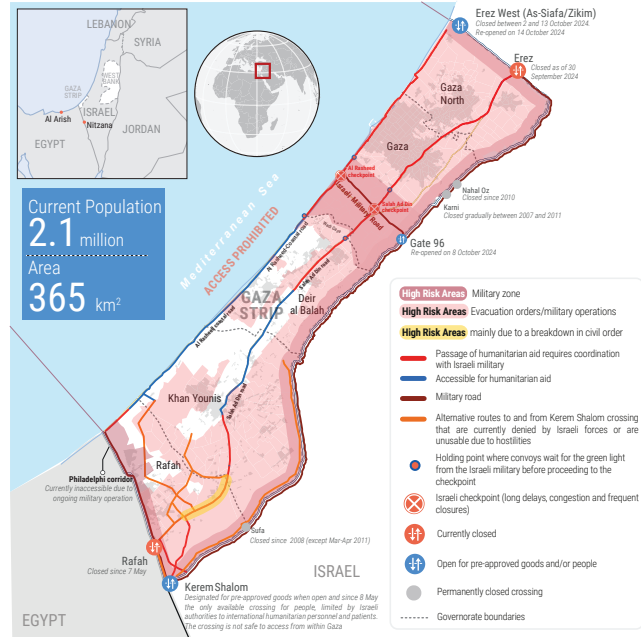 LEBANON
SYRIA
WEST
BANK
GAZA
STRIP
ISRAEL
Al Arish
Nitzana
JORDAN
EGYPT
Erez West (As-Siafa/Zikim)
Closed between 2 and 13 October 2024.
Re-opened on 14 October 2024
Erez
Closed as of 30
September 2024
Gaza
North
Gaza
Al Rasheed
checkpoint
Israeli Military Road
Salah Ad Din
checkpoint
Nahal Oz
Closed since 2010
Karni
Closed gradually between 2007 and 2011
Gate 96
Re-opened on 8 October 2024
Current Population
2.1 million
Area
365 km²
Mediterranean Sea
ACCESS PROHIBITED
Al Rasheed Coastal road
Wadi Gaza
Salah Ad Din road
GAZA
STRIP
Deir
al Balah
Al Rasheed coastal road
Khan Younis
Salah Ad Din road
Rafah
Philadelphi corridor
Currently inaccessible due to
ongoing military operation
Sufa
Closed since 2008 (except Mar-Apr 2011)
Rafah
Closed since 7 May
ISRAEL
Kerem Shalom
Designated for pre-approved goods when open and since 8 May
the only available crossing for people, limited by Israeli
authorities to international humanitarian personnel and patients.
The crossing is not safe to access from within Gaza
EGYPT
High Risk Areas Military zone
High Risk Areas Evacuation orders/military operations
High Risk Areas mainly due to a breakdown in civil order
Passage of humanitarian aid requires coordination
with Israeli military
Accessible for humanitarian aid
Military road
Alternative routes to and from Kerem Shalom crossing
that are currently denied by Israeli forces or are
unusable due to hostilities
Holding point where convoys wait for the green light
from the Israeli military before proceeding to the
checkpoint
Israeli checkpoint (long delays, congestion and frequent
closures)
Currently closed
Open for pre-approved goods and/or people
Permanently closed crossing
Governorate boundaries